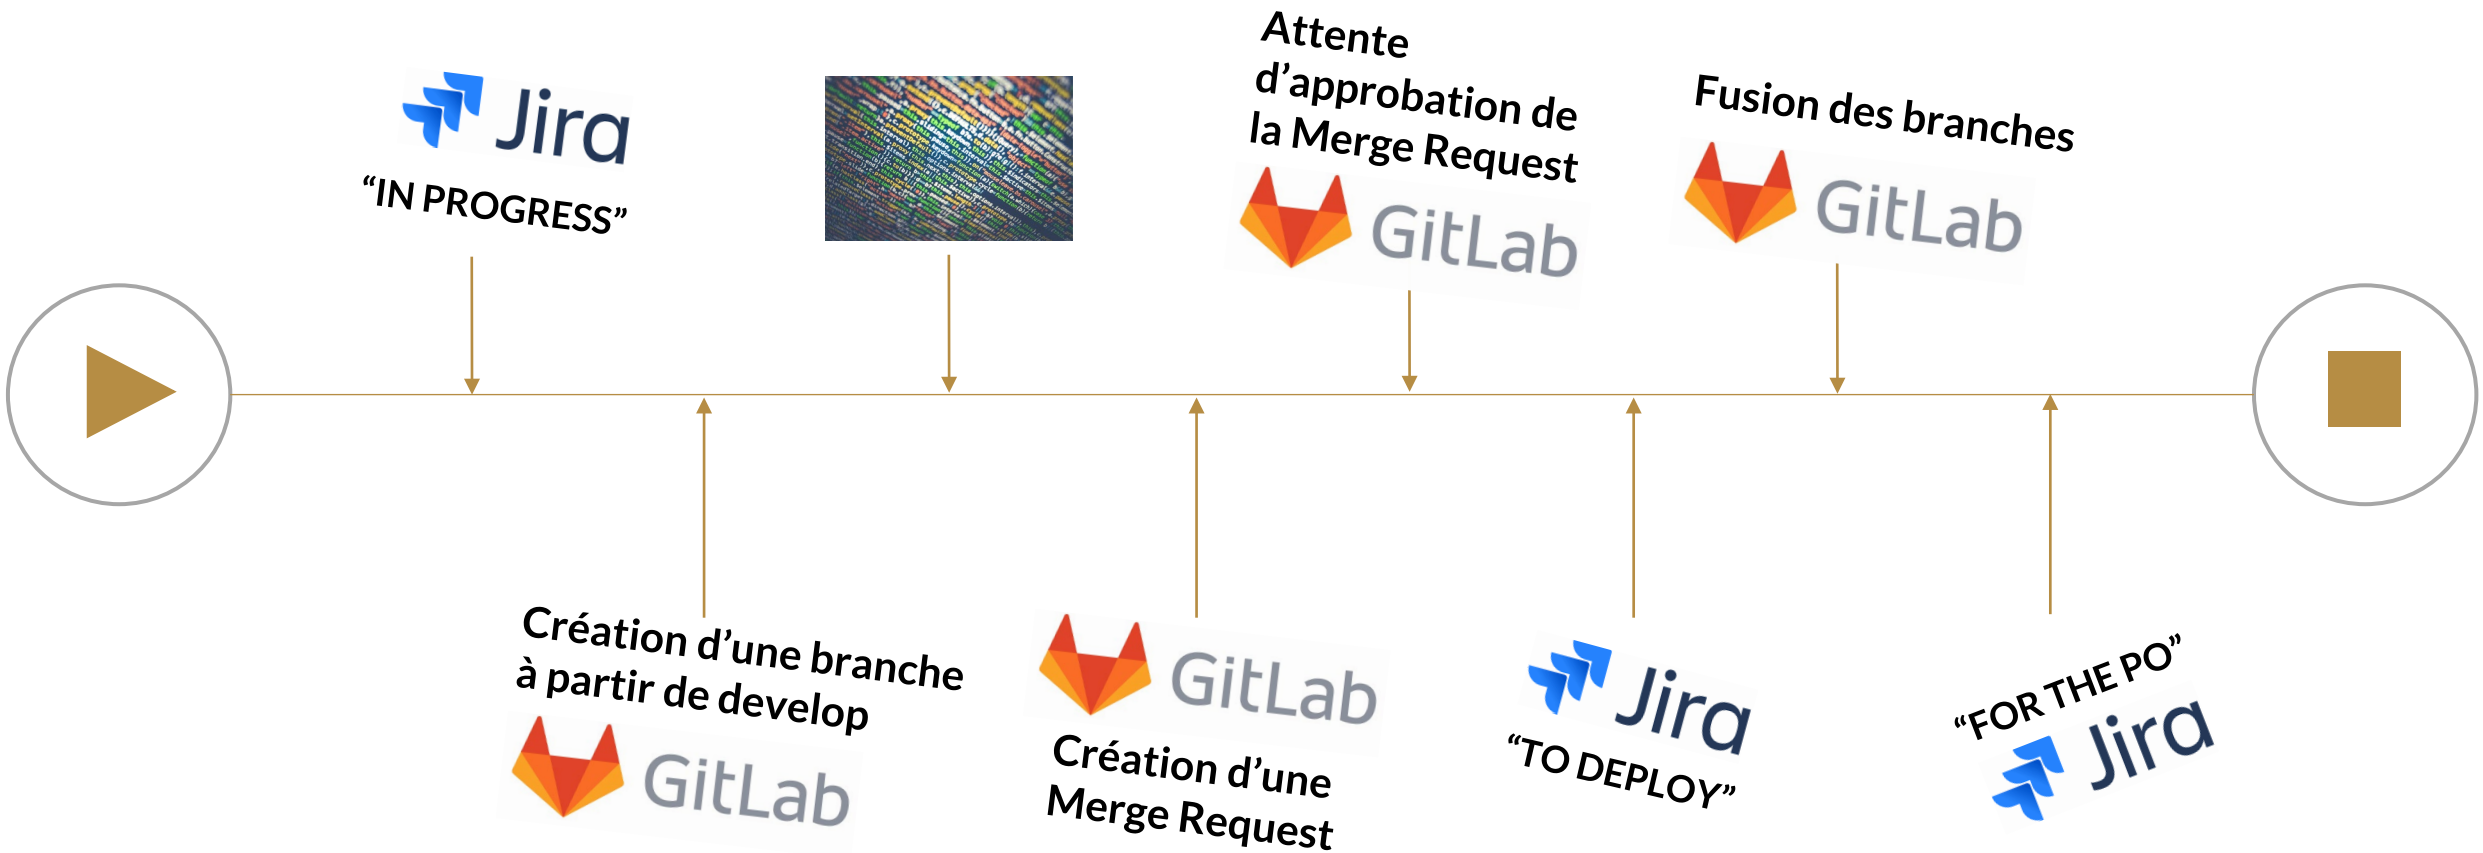 Jira
“IN PROGRESS”
Création d’une branche
à partir de develop
GitLab
GitLab
Création d’une
Merge Request
Attente
d’approbation de
la Merge Request
GitLab
Jira
“TO DEPLOY”
Fusion des branches
GitLab
“FOR THE PO”
Jira